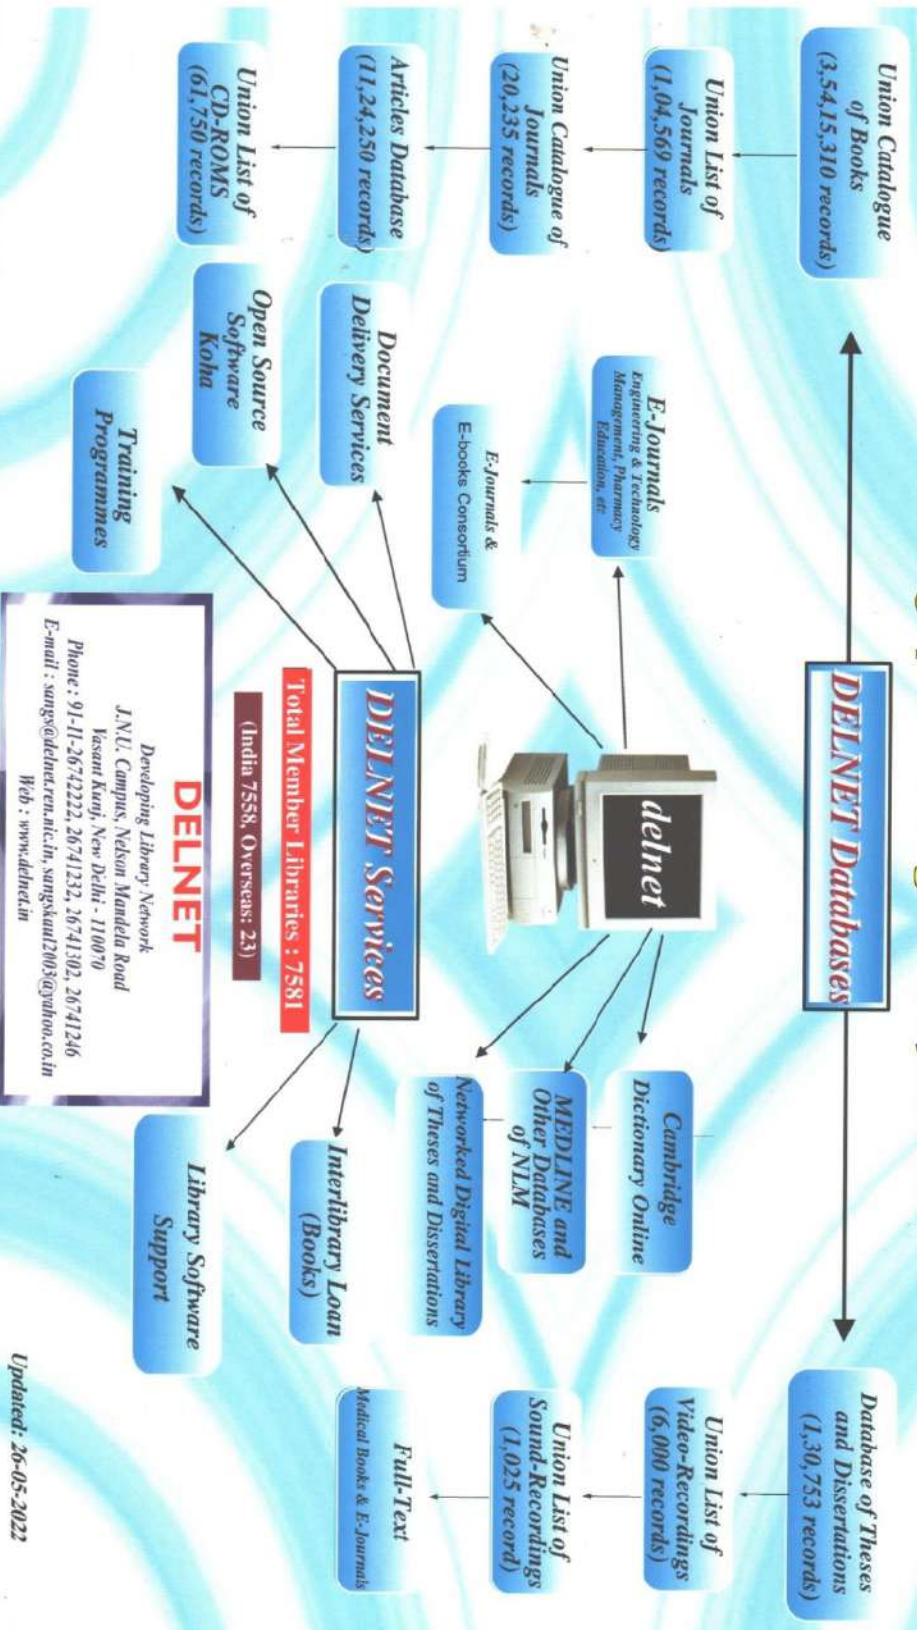 DELNET Databases
Union Catalogue
of Books
(3,54,15,310 records)
Union List of
Journals
(1,04,569 records)
Union Catalogue of
Journals
(20,235 records)
Articles Database
(11,24,250 records)
Union List of
CD-ROMS
(61,750 records)
Database of Theses
and Dissertations
(1,30,753 records)
Union List of
Video-Recordings
(6,000 records)
Union List of
Sound-Recordings
(1,025 record)
Full-Text
Medical Books & E-Journals
delnet
E-Journals
Engineering & Technology
Management, Pharmacy
Education, etc
E-Journals &
E-books Consortium
Cambridge
Dictionary Online
MEDLINE and
Other Databases
of NLM
Networked Digital Library
of Theses and Dissertations
DELNET Services
Document
Delivery Services
Open Source
Software
Koha
Training
Programmes
Interlibrary Loan
(Books)
Library Software
Support
Total Member Libraries : 7581
(India 7558, Overseas: 23)
DELNET
Developing Library Network
J.N.U. Campus, Nelson Mandela Road
Vasant Kunj, New Delhi - 110070
Phone : 91-11-26742222, 26741232, 26741302, 26741246
E-mail : sangs@delnet.ren.nic.in, sangskaul2003@yahoo.co.in
Web : www.delnet.in
Updated: 26-05-2022